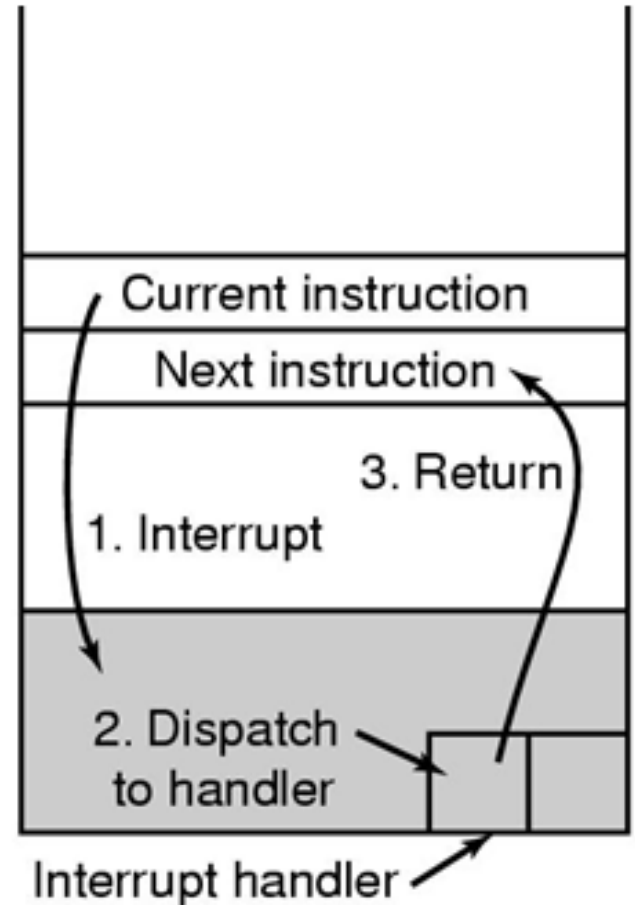 Current instruction
Next instruction
3. Return
1. Interrupt
2. Dispatch
to handler
Interrupt handler